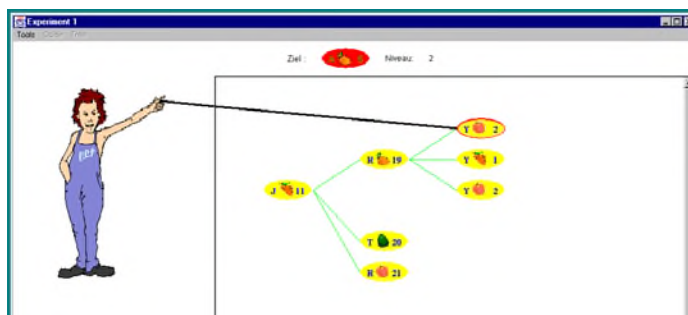 Experiment 1
Tools
Ziel :
Niveau: 2
Y 2
R 19
Y 1
J 11
Y 2
T 20
R 21